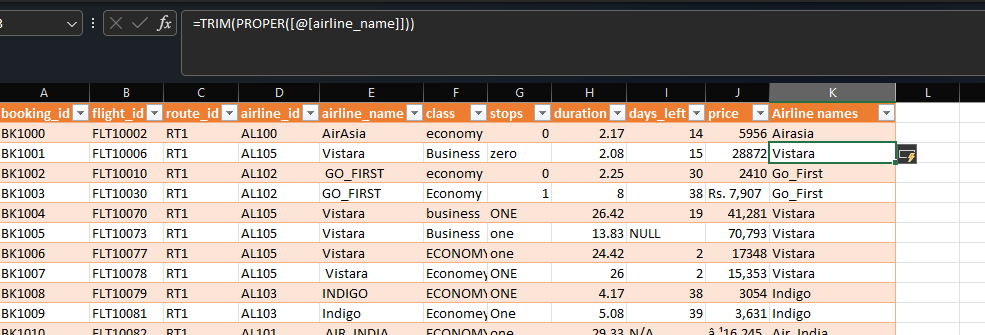 3 fx =TRIM(PROPER([@[airline_name]]))
A B C D E F G H I J K L
booking_id flight_id route_id airline_id airline_name class stops duration days_left price Airline names
BK1000 FLT10002 RT1 AL100 AirAsia economy 0 2.17 14 5956 Airasia
BK1001 FLT10006 RT1 AL105 Vistara Business zero 2.08 15 28872 Vistara
BK1002 FLT10010 RT1 AL102 GO_FIRST economy 0 2.25 30 2410 Go_First
BK1003 FLT10030 RT1 AL102 GO_FIRST Economy 1 8 38 Rs. 7,907 Go_First
BK1004 FLT10070 RT1 AL105 Vistara business ONE 26.42 19 41,281 Vistara
BK1005 FLT10073 RT1 AL105 Vistara Business one 13.83 NULL 70,793 Vistara
BK1006 FLT10077 RT1 AL105 Vistara ECONOMY one 24.42 2 17348 Vistara
BK1007 FLT10078 RT1 AL105 Vistara Economey ONE 26 2 15,353 Vistara
BK1008 FLT10079 RT1 AL103 INDIGO ECONOMY ONE 4.17 38 3054 Indigo
BK1009 FLT10081 RT1 AL103 Indigo Economey One 5.08 39 3,631 Indigo
BK1010 FLT10082 RT1 AL101 AIR_INDIA ECONOMY one 29.33 N/A â‚¹16,245 Air_India